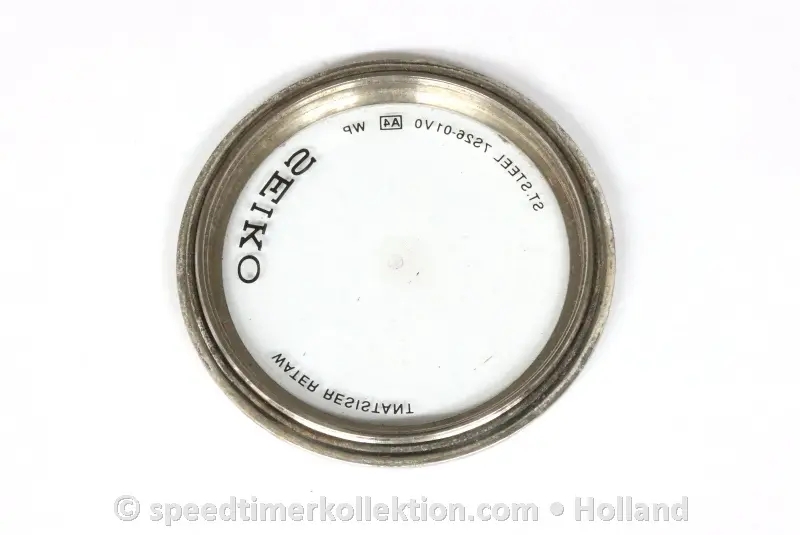 ST.STEEL 7S26-01V0 A4 WP
SEIKO
WATER RESISTANT
© speedtimerkollektion.com • Holland